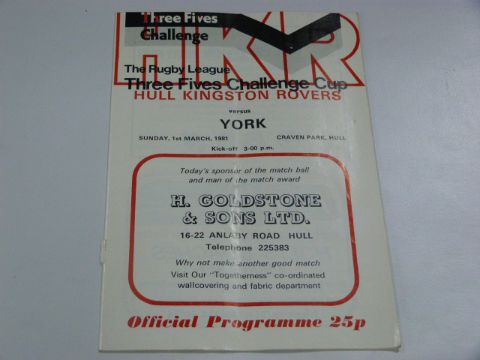 Three Fives
Challenge
HKR
The Rugby League
Three Fives Challenge Cup
HULL KINGSTON ROVERS
versus
YORK
SUNDAY, 1st MARCH, 1981 CRAVEN PARK, HULL
Kick-off 3-00 p.m.
Today's sponsor of the match ball
and man of the match award
H. GOLDSTONE
& SONS LTD.
16-22 ANLABY ROAD HULL
Telephone 225383
Why not make another good match
Visit Our "Togetherness" co-ordinated
wallcovering and fabric department
Official Programme 25p